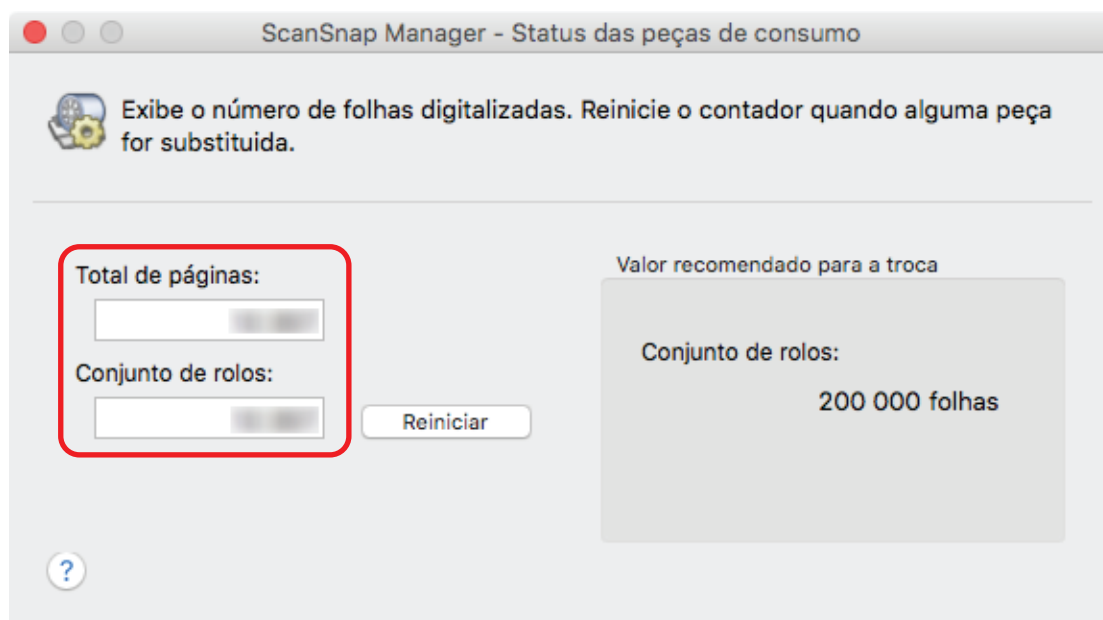 ScanSnap Manager - Status das peças de consumo
Exibe o número de folhas digitalizadas. Reinicie o contador quando alguma peça
for substituida.
Total de páginas:
Valor recomendado para a troca
Conjunto de rolos:
Conjunto de rolos:
200 000 folhas
Reiniciar
?